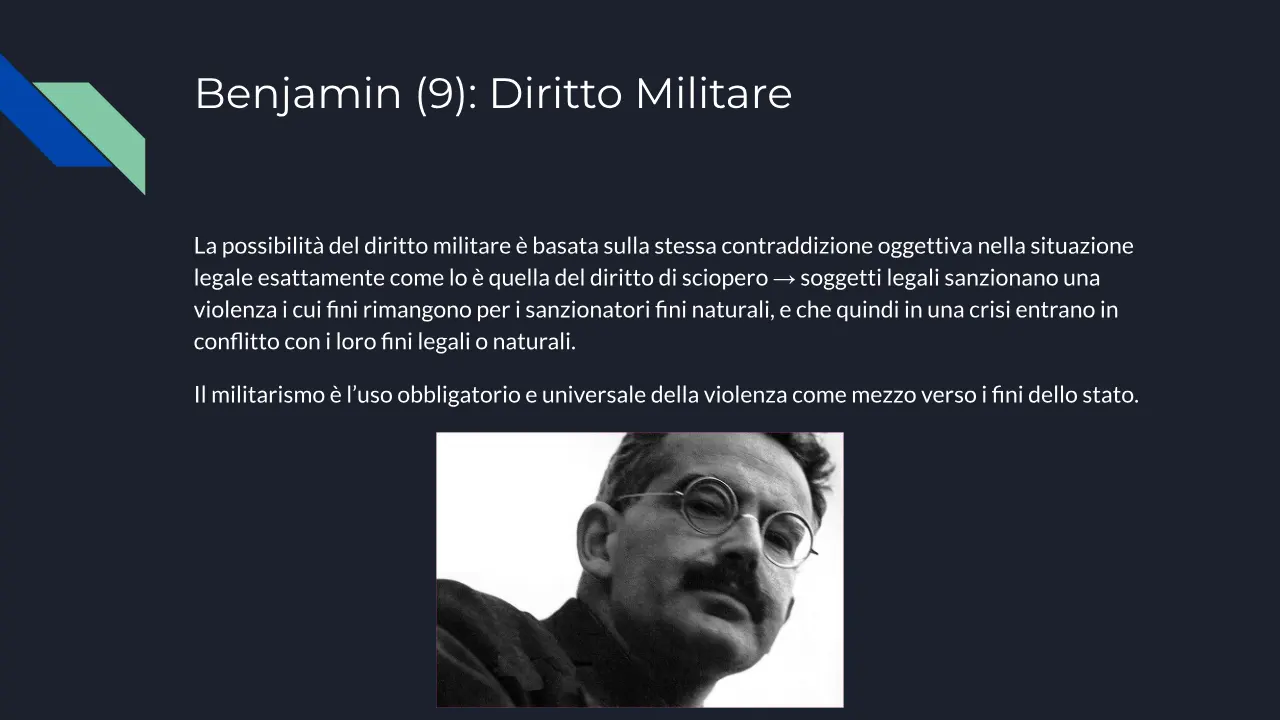 Benjamin (9): Diritto Militare
La possibilità del diritto militare è basata sulla stessa contraddizione oggettiva nella situazione
legale esattamente come lo è quella del diritto di sciopero → soggetti legali sanzionano una
violenza i cui fini rimangono per i sanzionatori fini naturali, e che quindi in una crisi entrano in
conflitto con i loro fini legali o naturali.
Il militarismo è l’uso obbligatorio e universale della violenza come mezzo verso i fini dello stato.